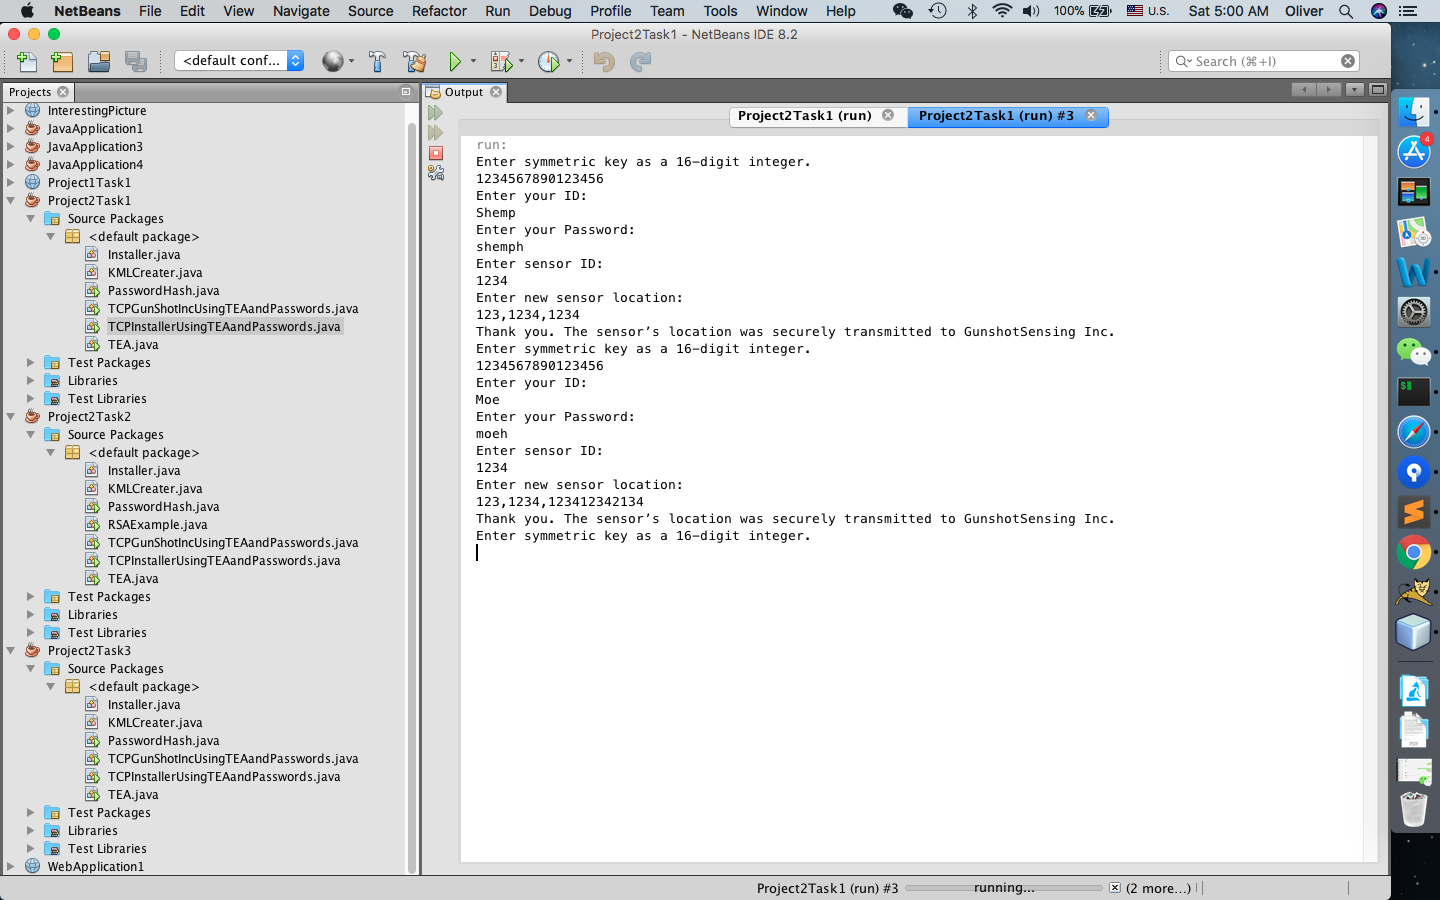 NetBeans File Edit View Navigate Source Refactor Run Debug Profile Team Tools Window Help 100% U.S. Sat 5:00 AM Oliver
Project2Task1 - NetBeans IDE 8.2
<default conf... Search (⌘+I)
Projects
InterestingPicture
JavaApplication1
JavaApplication3
JavaApplication4
Project1Task1
Project2Task1
Source Packages
<default package>
Installer.java
KMLCreater.java
PasswordHash.java
TCPGunShotIncUsingTEAandPasswords.java
TCPInstallerUsingTEAandPasswords.java
TEA.java
Test Packages
Libraries
Test Libraries
Project2Task2
Source Packages
<default package>
Installer.java
KMLCreater.java
PasswordHash.java
RSAExample.java
TCPGunShotIncUsingTEAandPasswords.java
TCPInstallerUsingTEAandPasswords.java
TEA.java
Test Packages
Libraries
Test Libraries
Project2Task3
Source Packages
<default package>
Installer.java
KMLCreater.java
PasswordHash.java
TCPGunShotIncUsingTEAandPasswords.java
TCPInstallerUsingTEAandPasswords.java
TEA.java
Test Packages
Libraries
Test Libraries
WebApplication1
Output
Project2Task1 (run) Project2Task1 (run) #3
run:
Enter symmetric key as a 16-digit integer.
1234567890123456
Enter your ID:
Shemp
Enter your Password:
shemph
Enter sensor ID:
1234
Enter new sensor location:
123,1234,1234
Thank you. The sensor’s location was securely transmitted to GunshotSensing Inc.
Enter symmetric key as a 16-digit integer.
1234567890123456
Enter your ID:
Moe
Enter your Password:
moeh
Enter sensor ID:
1234
Enter new sensor location:
123,1234,123412342134
Thank you. The sensor’s location was securely transmitted to GunshotSensing Inc.
Enter symmetric key as a 16-digit integer.
4
PDF
Project2Task1 (run) #3 running... (2 more...)